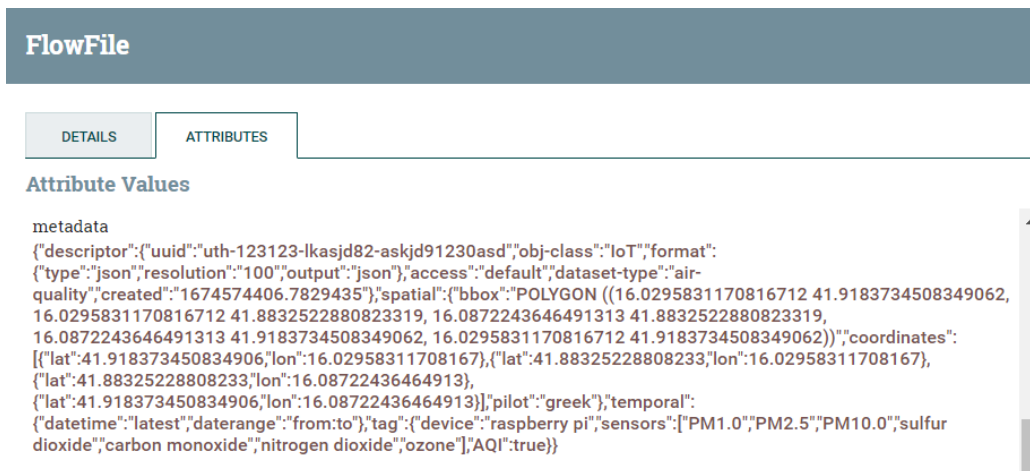 FlowFile
DETAILS
ATTRIBUTES
Attribute Values
metadata
{"descriptor":{"uuid":"uth-123123-lkasjd82-askjd91230asd","obj-class":"IoT","format":
{"type":"json","resolution":"100","output":"json"},"access":"default","dataset-type":"air-
quality","created":"1674574406.7829435"},"spatial":{"bbox":"POLYGON ((16.0295831170816712 41.9183734508349062,
16.0295831170816712 41.8832522880823319, 16.0872243646491313 41.8832522880823319,
16.0872243646491313 41.9183734508349062, 16.0295831170816712 41.9183734508349062))","coordinates":
[{"lat":41.918373450834906,"lon":16.02958311708167},{"lat":41.88325228808233,"lon":16.02958311708167},
{"lat":41.88325228808233,"lon":16.08722436464913},
{"lat":41.918373450834906,"lon":16.08722436464913}],"pilot":"greek"},"temporal":
{"datetime":"latest","daterange":"from:to"},"tag":{"device":"raspberry pi","sensors":["PM1.0","PM2.5","PM10.0","sulfur
dioxide","carbon monoxide","nitrogen dioxide","ozone"],"AQI":true}}